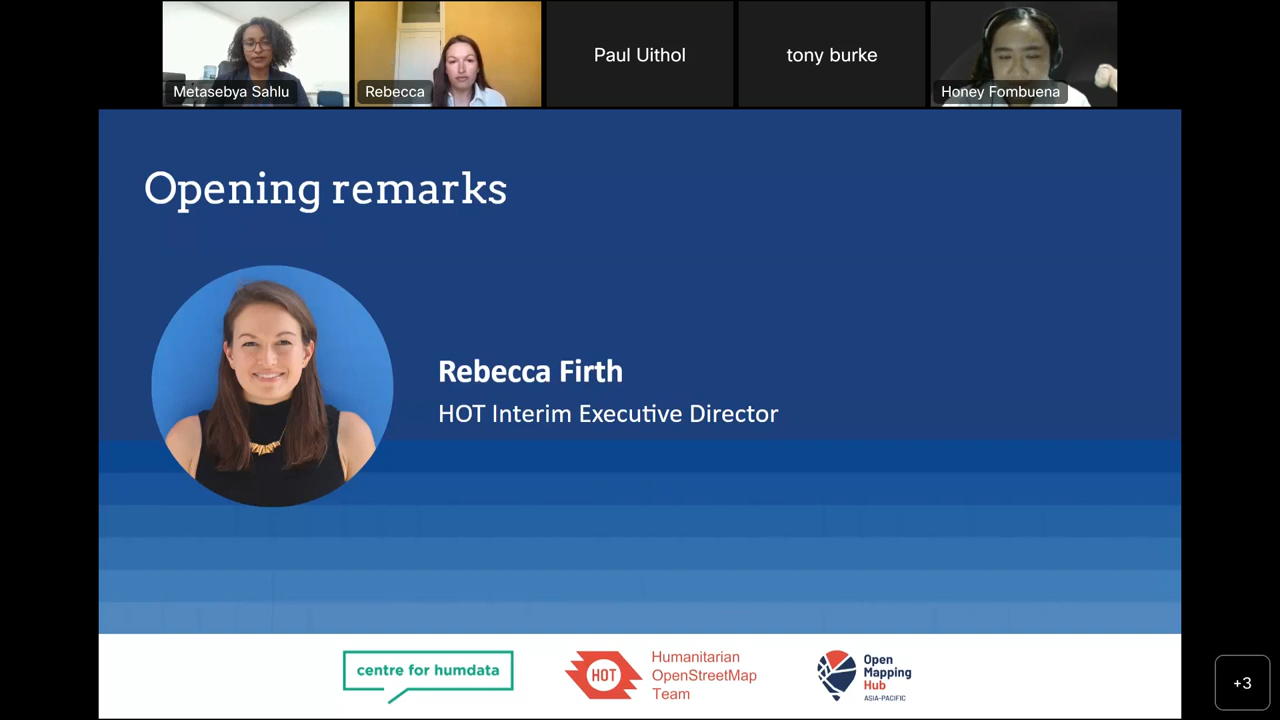 Metasebya Sahlu
Rebecca
Paul Uithol
tony burke
Honey Fombuena
Opening remarks
Rebecca Firth
HOT Interim Executive Director
centre for humdata
HOT
Humanitarian
OpenStreetMap
Team
Open
Mapping
Hub
ASIA-PACIFIC
+3